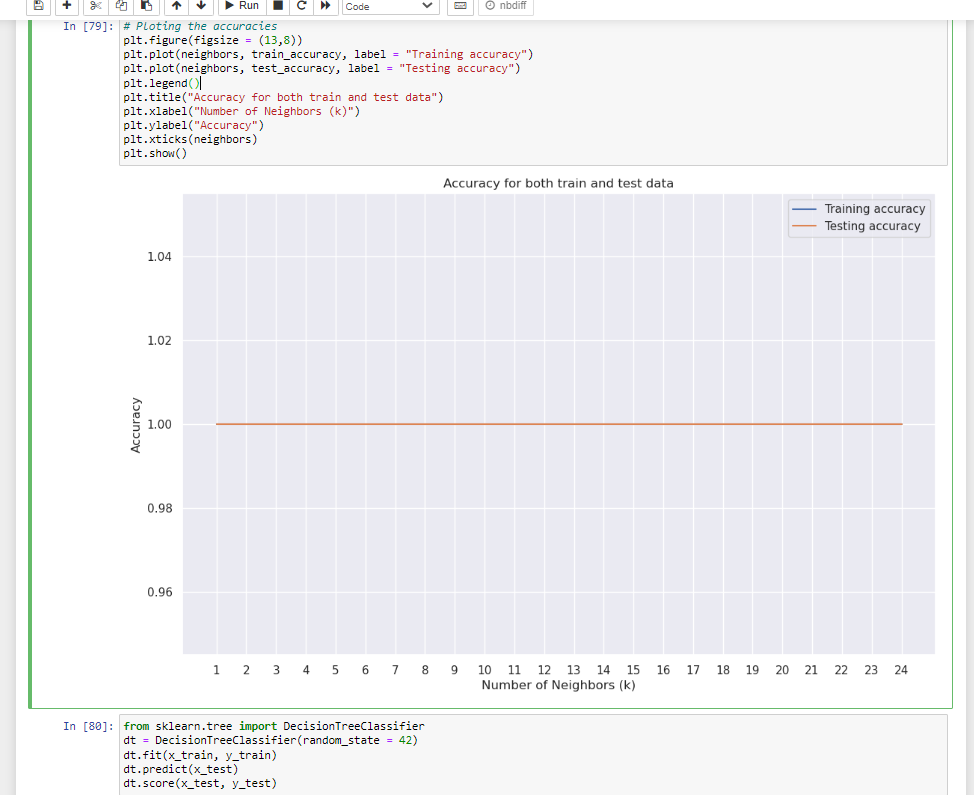 Run
Code
nbdiff
In [79]: # Ploting the accuracies
plt.figure(figsize = (13,8))
plt.plot(neighbors, train_accuracy, label = "Training accuracy")
plt.plot(neighbors, test_accuracy, label = "Testing accuracy")
plt.legend()
plt.title("Accuracy for both train and test data")
plt.xlabel("Number of Neighbors (k)")
plt.ylabel("Accuracy")
plt.xticks(neighbors)
plt.show()
Accuracy for both train and test data
Training accuracy
Testing accuracy
1.04
1.02
1.00
0.98
0.96
Accuracy
1 2 3 4 5 6 7 8 9 10 11 12 13 14 15 16 17 18 19 20 21 22 23 24
Number of Neighbors (k)
In [80]: from sklearn.tree import DecisionTreeClassifier
dt = DecisionTreeClassifier(random_state = 42)
dt.fit(x_train, y_train)
dt.predict(x_test)
dt.score(x_test, y_test)